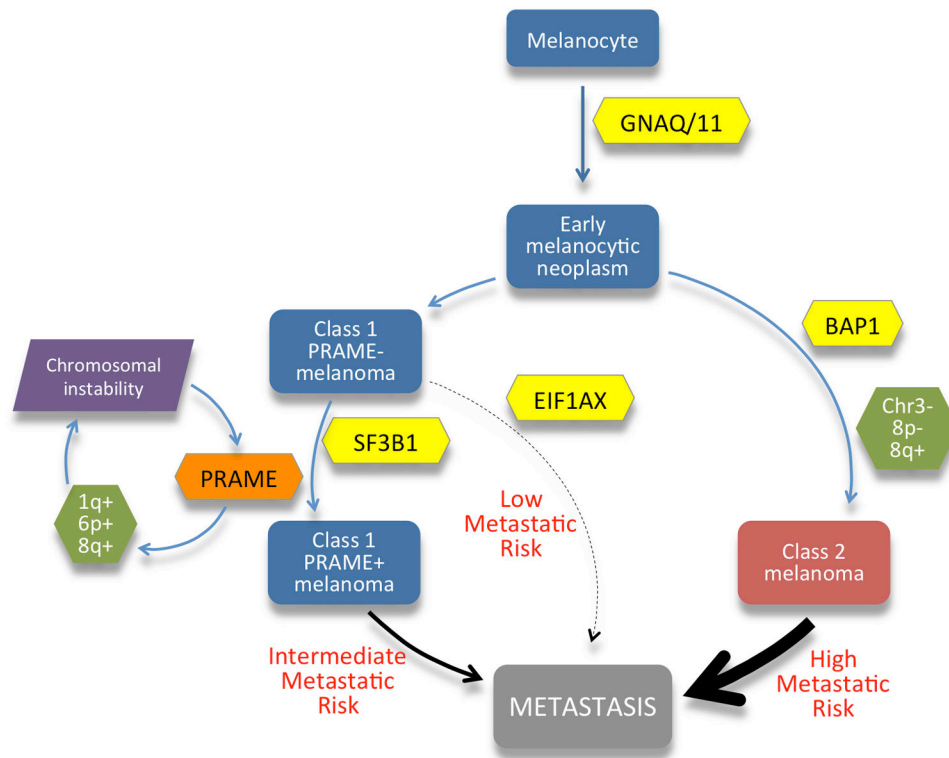 Melanocyte
GNAQ/11
Early
melanocytic
neoplasm
BAP1
Class 1
PRAME-
melanoma
Chromosomal
instability
EIF1AX
Chr3-
8p-
8q+
SF3B1
PRAME
1q+
6p+
8q+
Low
Metastatic
Risk
Class 1
PRAME+
melanoma
Class 2
melanoma
Intermediate
Metastatic
Risk
High
Metastatic
Risk
METASTASIS